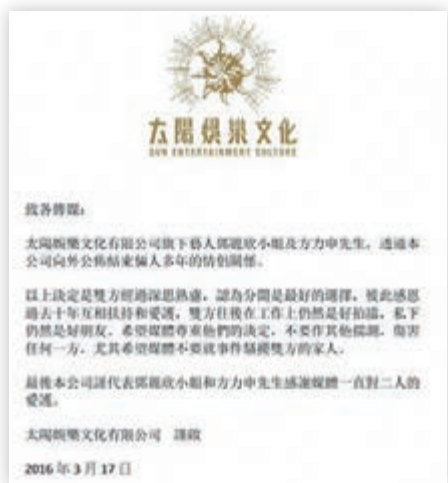 太陽娛樂文化
SUN ENTERTAINMENT CULTURE
致各傳媒:
太陽娛樂文化有限公司旗下藝人鄧麗欣小姐及方力申先生,透過本
公司向外公佈結束倆人多年的情侶關係。
以上決定是雙方經過深思熟慮,認為分開是最好的選擇,彼此感恩
過去十年互相扶持和愛護,雙方往後在工作上仍然是好拍擋,私下
仍然是好朋友。希望媒體尊重他們的決定,不要作其他揣測,傷害
任何一方。尤其希望媒體不要就事件騷擾雙方的家人。
最後本公司謹代表鄧麗欣小姐和方力申先生感謝媒體一直對二人的
愛護。
太陽娛樂文化有限公司 謹啟
2016 年 3 月 17 日